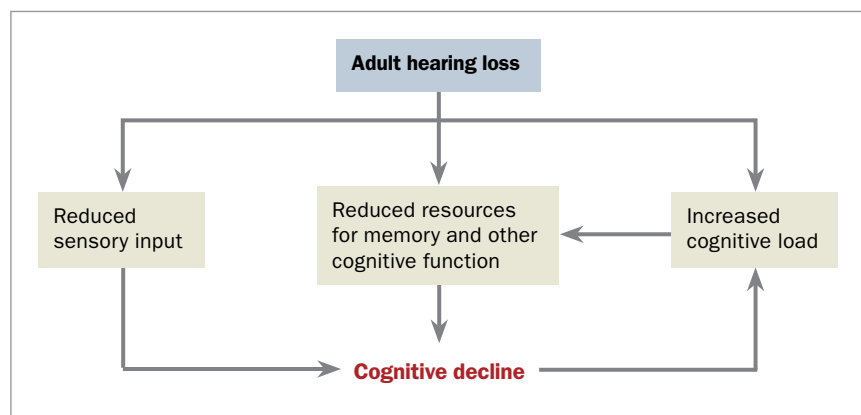 Adult hearing loss
Reduced
sensory input
Reduced resources
for memory and other
cognitive function
Increased
cognitive load
Cognitive decline